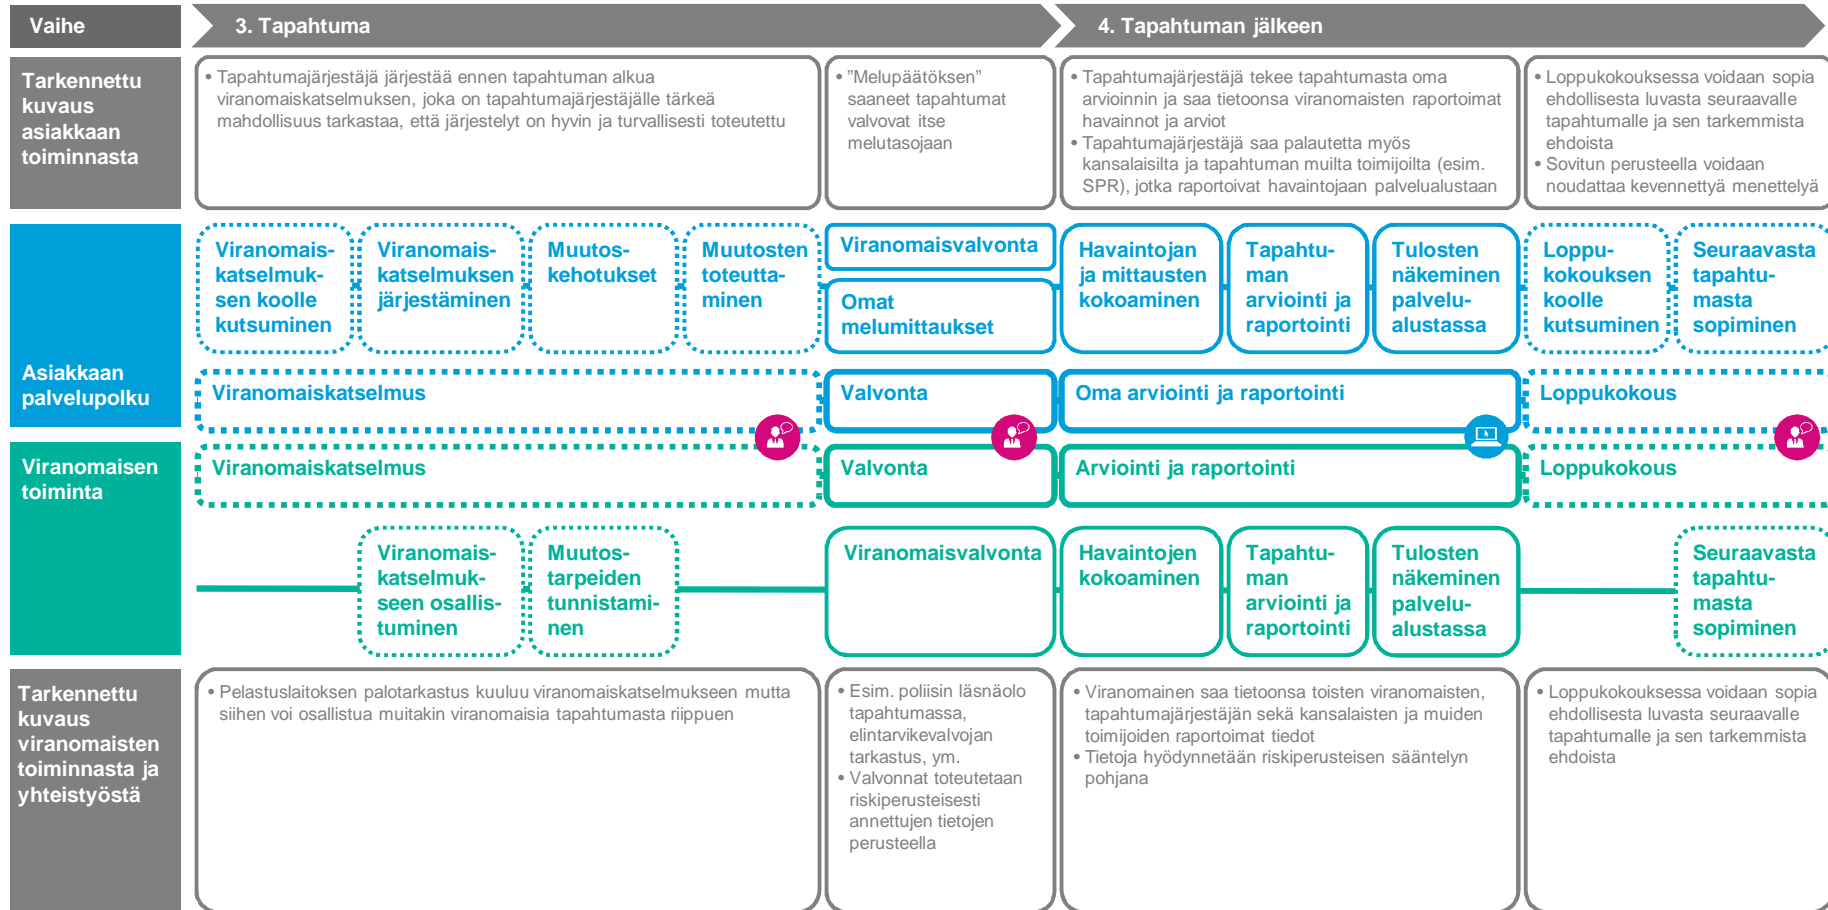 Vaihe
3. Tapahtuma
4. Tapahtuman jälkeen
Tarkennettu
kuvaus
asiakkaan
toiminnasta
• Tapahtumajärjestäjä järjestää ennen tapahtuman alkua
viranomaiskatselmuksen, joka on tapahtumajärjestäjälle tärkeä
mahdollisuus tarkastaa, että järjestelyt on hyvin ja turvallisesti toteutettu
• ”Melupäätöksen”
saaneet tapahtumat
valvovat itse
melutasojaan
• Tapahtumajärjestäjä tekee tapahtumasta oma
arvioinnin ja saa tietoonsa viranomaisten raportoimat
havainnot ja arviot
• Tapahtumajärjestäjä saa palautetta myös
kansalaisilta ja tapahtuman muilta toimijoilta (esim.
SPR), jotka raportoivat havaintojaan palvelualustaan
• Loppukokouksessa voidaan sopia
ehdollisesta luvasta seuraavalle
tapahtumalle ja sen tarkemmista
ehdoista
• Sovitun perusteella voidaan
noudattaa kevennettyä menettelyä
Asiakkaan
palvelupolku
Viranomais-
katselmuk-
sen koolle
kutsuminen
Viranomais-
katselmuksen
järjestäminen
Muutos-
kehotukset
Muutosten
toteutta-
minen
Viranomaisvalvonta
Omat
melumittaukset
Havaintojan
ja mittausten
kokoaminen
Tapahtu-
man
arviointi ja
raportointi
Tulosten
näkeminen
palvelu-
alustassa
Loppu-
kokouksen
koolle
kutsuminen
Seuraavasta
tapahtu-
masta
sopiminen
Viranomaiskatselmus
Valvonta
Oma arviointi ja raportointi
Loppukokous
Viranomaisen
toiminta
Viranomaiskatselmus
Valvonta
Arviointi ja raportointi
Loppukokous
Viranomais-
katselmuk-
seen osallis-
tuminen
Muutos-
tarpeiden
tunnistami-
nen
Viranomaisvalvonta
Havaintojen
kokoaminen
Tapahtu-
man
arviointi ja
raportointi
Tulosten
näkeminen
palvelu-
alustassa
Seuraavasta
tapahtu-
masta
sopiminen
Tarkennettu
kuvaus
viranomaisten
toiminnasta ja
yhteistyöstä
• Pelastuslaitoksen palotarkastus kuuluu viranomaiskatselmukseen mutta
siihen voi osallistua muitakin viranomaisia tapahtumasta riippuen
• Esim. poliisin läsnäolo
tapahtumassa,
elintarvikevalvojan
tarkastus, ym.
• Valvonnat toteutetaan
riskiperusteisesti
annettujen tietojen
perusteella
• Viranomainen saa tietoonsa toisten viranomaisten,
tapahtumajärjestäjän sekä kansalaisten ja muiden
toimijoiden raportoimat tiedot
• Tietoja hyödynnetään riskiperusteisen sääntelyn
pohjana
• Loppukokouksessa voidaan sopia
ehdollisesta luvasta seuraavalle
tapahtumalle ja sen tarkemmista
ehdoista